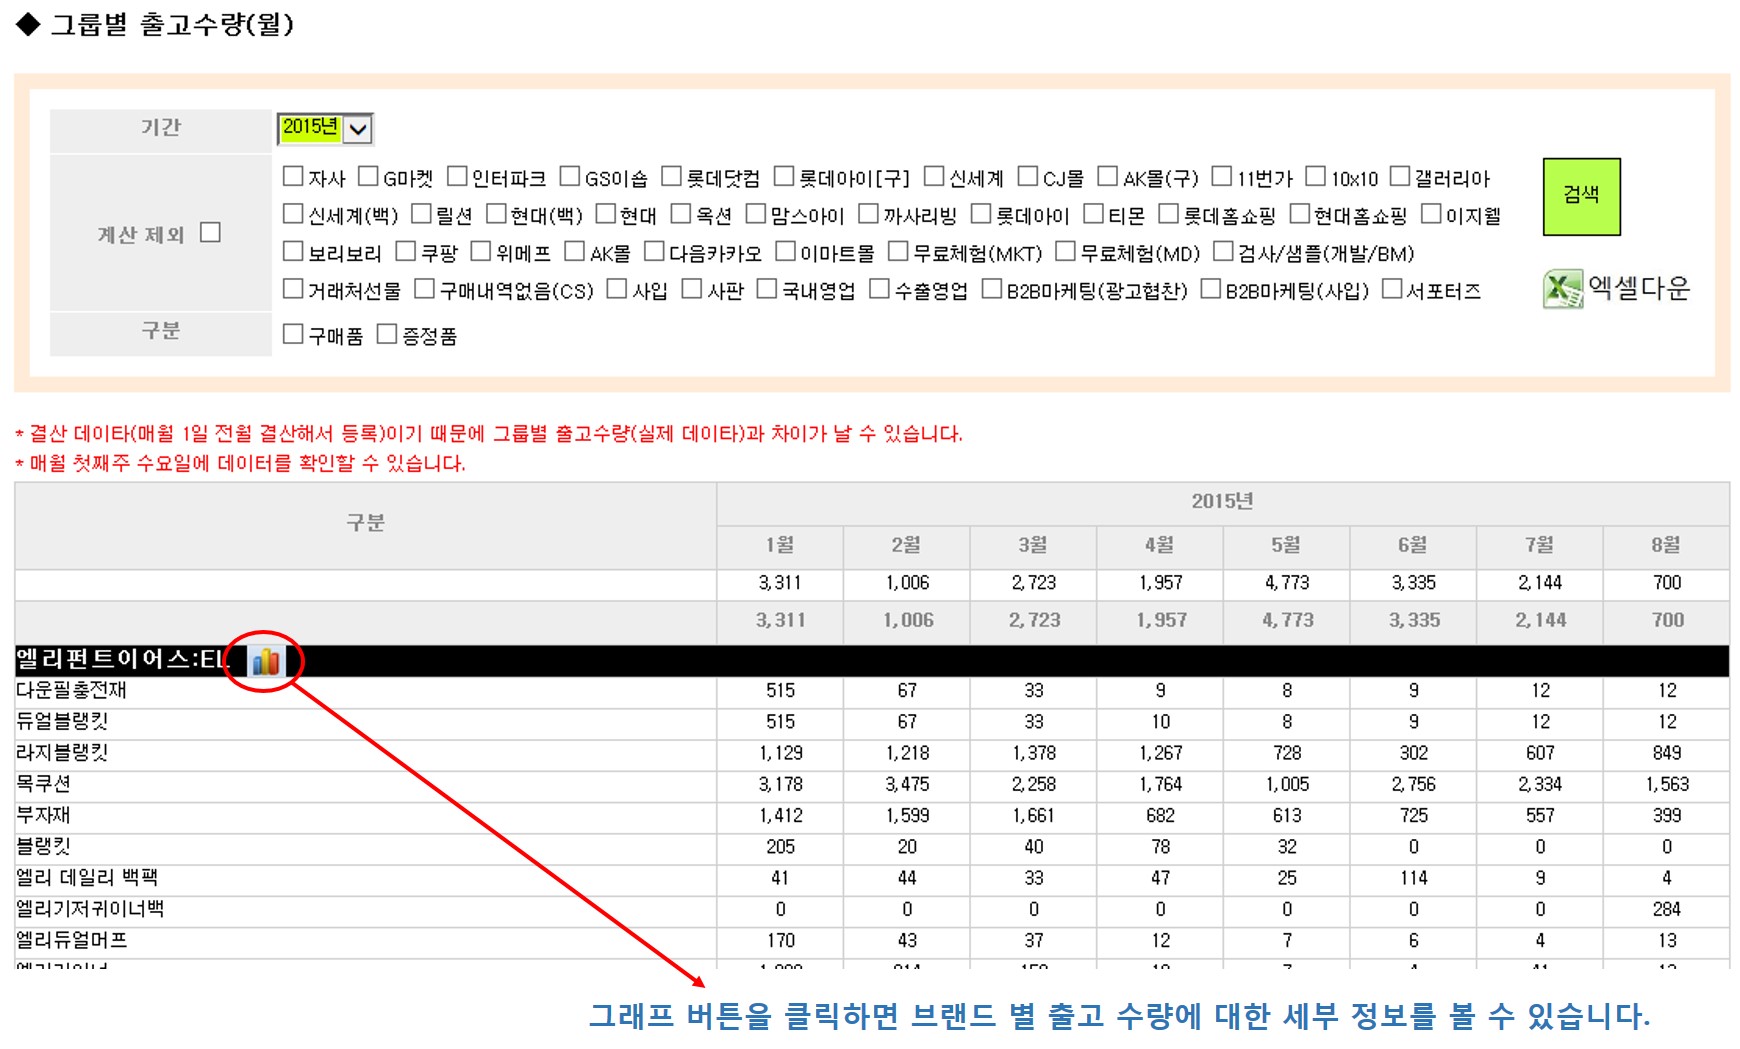 ◆ 그룹별 출고수량(월)
기간 2015년
자사 G마켓 인터파크 GS이숍 롯데닷컴 롯데아이[구] 신세계 CJ몰 AK몰(구) 11번가 10x10 갤러리아
신세계(백) 릴션 현대(백) 현대 옥션 맘스아이 까사리빙 롯데아이 티몬 롯데홈쇼핑 현대홈쇼핑 이지웰
계산 제외
보리보리 쿠팡 위메프 AK몰 다음카카오 이마트몰 무료체험(MKT) 무료체험(MD) 검사/샘플(개발/BM)
거래처선물 구매내역없음(CS) 사입 사판 국내영업 수출영업 B2B마케팅(광고협찬) B2B마케팅(사입) 서포터즈
검색
엑셀다운
구분 구매품 증정품
* 결산 데이타(매월 1일 전월 결산해서 등록)이기 때문에 그룹별 출고수량(실제 데이타)과 차이가 날 수 있습니다.
* 매월 첫째주 수요일에 데이터를 확인할 수 있습니다.
구분 2015년
1월 2월 3월 4월 5월 6월 7월 8월
3,311 1,006 2,723 1,957 4,773 3,335 2,144 700
3,311 1,006 2,723 1,957 4,773 3,335 2,144 700
엘리펀트이어스:EL
다운필충전재 515 67 33 9 8 9 12 12
듀얼블랭킷 515 67 33 10 8 9 12 12
라지블랭킷 1,129 1,218 1,378 1,267 728 302 607 849
목쿠션 3,178 3,475 2,258 1,764 1,005 2,756 2,334 1,563
부자재 1,412 1,599 1,661 682 613 725 557 399
블랭킷 205 20 40 78 32 0 0 0
엘리 데일리 백팩 41 44 33 47 25 114 9 4
엘리기저귀이너백 0 0 0 0 0 0 0 284
엘리듀얼머프 170 43 37 12 7 6 4 13
그래프 버튼을 클릭하면 브랜드 별 출고 수량에 대한 세부 정보를 볼 수 있습니다.